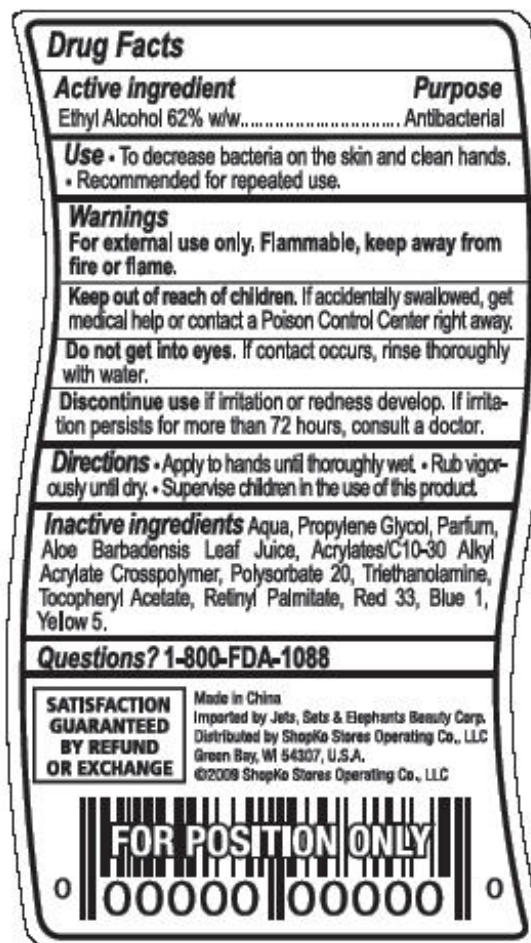 Drug Facts
Active ingredient Purpose
Ethyl Alcohol 62% w/w................................Antibacterial
Use • To decrease bacteria on the skin and clean hands.
• Recommended for repeated use.
Warnings
For external use only. Flammable, keep away from
fire or flame.
Keep out of reach of children. If accidentally swallowed, get
medical help or contact a Poison Control Center right away.
Do not get into eyes. If contact occurs, rinse thoroughly
with water.
Discontinue use if irritation or redness develop. If irrita-
tion persists for more than 72 hours, consult a doctor.
Directions • Apply to hands until thoroughly wet. • Rub vigor-
ously until dry. • Supervise children in the use of this product.
Inactive ingredients Aqua, Propylene Glycol, Parfum,
Aloe Barbadensis Leaf Juice, Acrylates/C10-30 Alkyl
Acrylate Crosspolymer, Polysorbate 20, Triethanolamine,
Tocopheryl Acetate, Retinyl Palmitate, Red 33, Blue 1,
Yellow 5.
Questions? 1-800-FDA-1088
SATISFACTION
GUARANTEED
BY REFUND
OR EXCHANGE
Made in China
Imported by Jets, Sets & Elephants Beauty Corp.
Distributed by ShopKo Stores Operating Co., LLC
Green Bay, WI 54307, U.S.A.
©2009 ShopKo Stores Operating Co., LLC
FOR POSITION ONLY
0 00000 00000 0